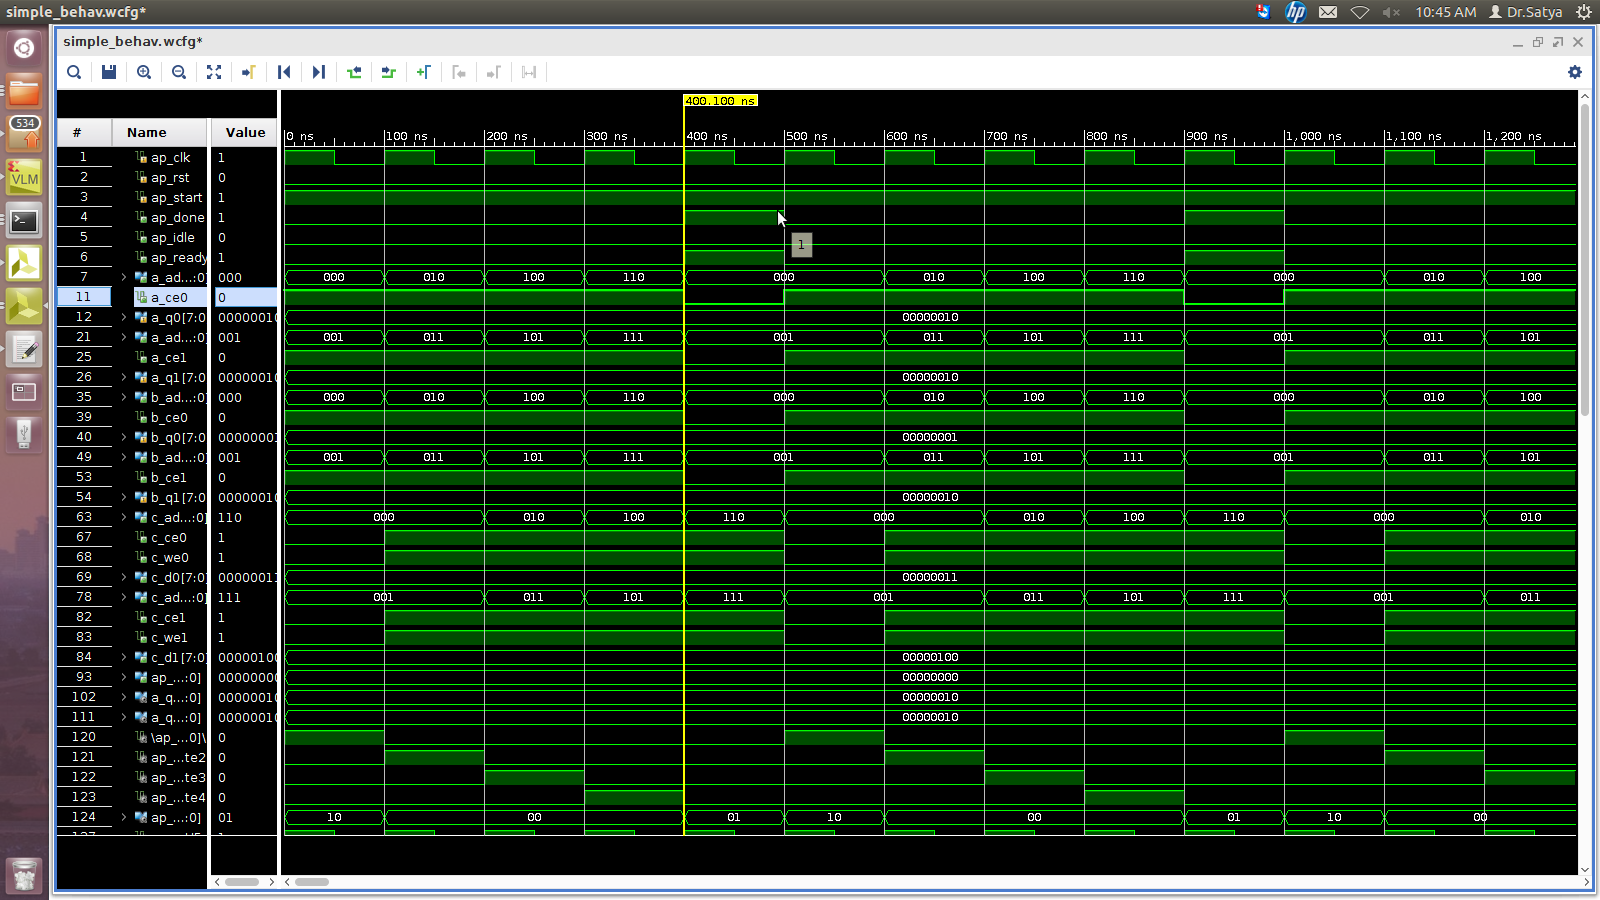 simple_behav.wcfg*
10:45 AM Dr.Satya
simple_behav.wcfg*
534
VLM
400.100 ns
# Name Value
0 ns 100 ns 200 ns 300 ns 400 ns 500 ns 600 ns 700 ns 800 ns 900 ns 1,000 ns 1,100 ns 1,200 ns
1 ap_clk 1
2 ap_rst 0
3 ap_start 1
4 ap_done 1
5 ap_idle 0
1
6 ap_ready 1
7 a_ad...:0] 000 000 010 100 110 000 010 100 110 000 010 100
11 a_ce0 0
12 a_q0[7:0 00000010 00000010
21 a_ad...:0] 001 001 011 101 111 001 011 101 111 001 011 101
25 a_ce1 0
26 a_q1[7:0 00000010 00000010
35 b_ad...:0] 000 000 010 100 110 000 010 100 110 000 010 100
39 b_ce0 0
40 b_q0[7:0 00000001 00000001
49 b_ad...:0] 001 001 011 101 111 001 011 101 111 001 011 101
53 b_ce1 0
54 b_q1[7:0 00000010 00000010
63 c_ad...:0] 110 000 010 100 110 000 010 100 110 000 010
67 c_ce0 1
68 c_we0 1
69 c_d0[7:0] 00000011 00000011
78 c_ad...:0] 111 001 011 101 111 001 011 101 111 001 011
82 c_ce1 1
83 c_we1 1
84 c_d1[7:0] 00000100 00000100
93 ap_...:0] 00000000 00000000
102 a_q...:0] 00000010 00000010
111 a_q...:0] 00000010 00000010
120 \ap_...0]\ 0
121 ap_...te2 0
122 ap_...te3 0
123 ap_...te4 0
124 ap_...:0] 01 10 00 01 10 00 01 10 00